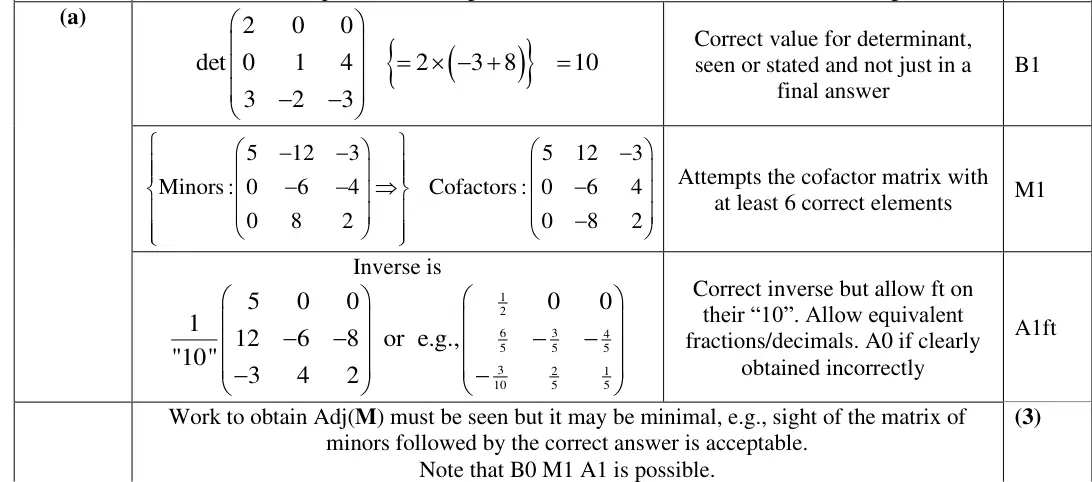 (a)
det ( 2 0 0
0 1 4
3 −2 −3 ) { = 2 × ( −3 + 8 ) } = 10
Correct value for determinant,
seen or stated and not just in a
final answer
B1
{ Minors : ( 5 −12 −3
0 −6 −4
0 8 2 ) ⇒ } Cofactors : ( 5 12 −3
0 −6 4
0 −8 2 )
Attempts the cofactor matrix with
at least 6 correct elements
M1
Inverse is
1/"10" ( 5 0 0
12 −6 −8
−3 4 2 ) or e.g., ( 1/2 0 0
6/5 −3/5 −4/5
−3/10 2/5 1/5 )
Correct inverse but allow ft on
their “10”. Allow equivalent
fractions/decimals. A0 if clearly
obtained incorrectly
A1ft
Work to obtain Adj(M) must be seen but it may be minimal, e.g., sight of the matrix of
minors followed by the correct answer is acceptable.
Note that B0 M1 A1 is possible.
(3)